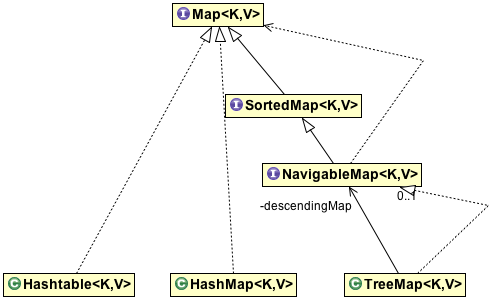 I Map<K,V>
I SortedMap<K,V>
I NavigableMap<K,V>
0..1
-descendingMap
C Hashtable<K,V>
C HashMap<K,V>
C TreeMap<K,V>